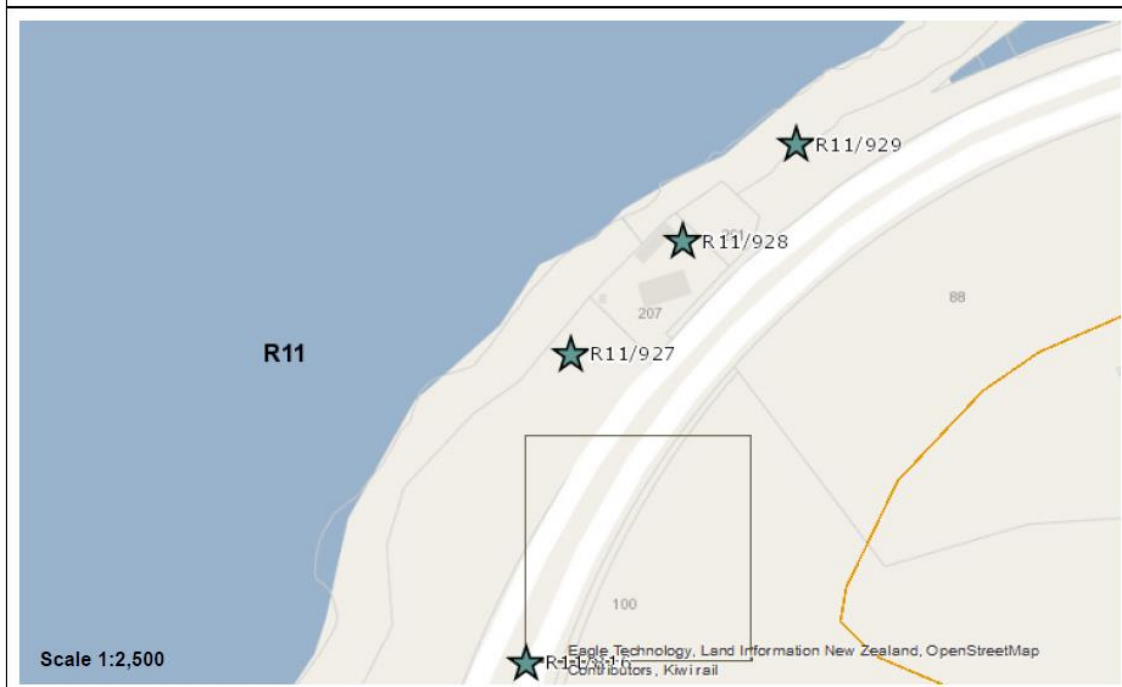 R11/929
R11/928
88
207
R11/927
R11
100
Scale 1:2,500
Eagle Technology, Land Information New Zealand, OpenStreetMap
Contributors, Kiwirail